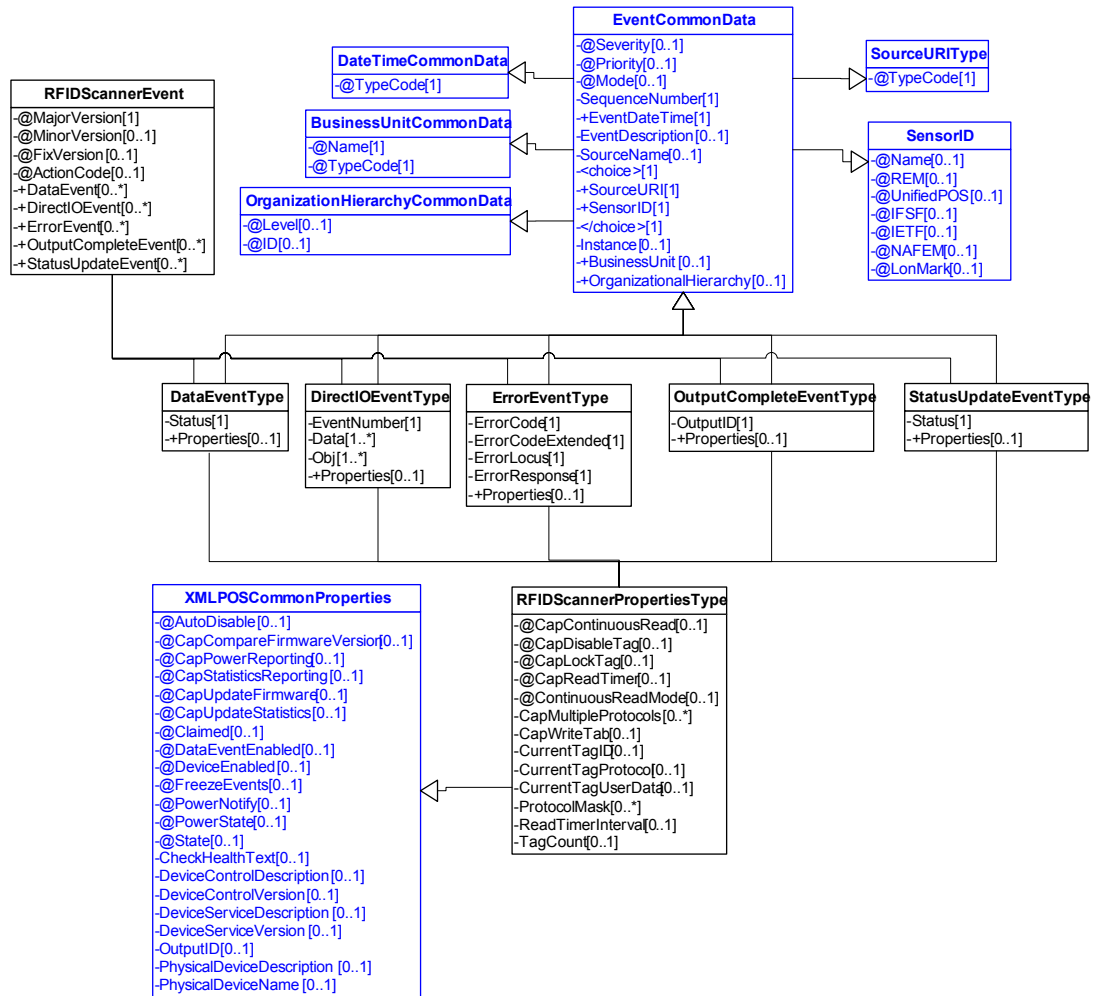 EventCommonData
-@Severity[0..1]
-@Priority[0..1]
-@Mode[0..1]
-SequenceNumber[1]
-+EventDateTime[1]
-EventDescription[0..1]
-SourceName[0..1]
-<choice>[1]
-+SourceURI[1]
-+SensorID[1]
-</choice>[1]
-Instance[0..1]
-+BusinessUnit[0..1]
-+OrganizationalHierarchy[0..1]
DateTimeCommonData
-@TypeCode[1]
BusinessUnitCommonData
-@Name[1]
-@TypeCode[1]
OrganizationHierarchyCommonData
-@Level[0..1]
-@ID[0..1]
SourceURIType
-@TypeCode[1]
SensorID
-@Name[0..1]
-@REM[0..1]
-@UnifiedPOS[0..1]
-@IFSF[0..1]
-@IETF[0..1]
-@NAFEM[0..1]
-@LonMark[0..1]
RFIDScannerEvent
-@MajorVersion[1]
-@MinorVersion[0..1]
-@FixVersion[0..1]
-@ActionCode[0..1]
-+DataEvent[0..*]
-+DirectIOEvent[0..*]
-+ErrorEvent[0..*]
-+OutputCompleteEvent[0..*]
-+StatusUpdateEvent[0..*]
DataEventType
-Status[1]
-+Properties[0..1]
DirectIOEventType
-EventNumber[1]
-Data[1..*]
-Obj[1..*]
-+Properties[0..1]
ErrorEventType
-ErrorCode[1]
-ErrorCodeExtended[1]
-ErrorLocus[1]
-ErrorResponse[1]
-+Properties[0..1]
OutputCompleteEventType
-OutputID[1]
-+Properties[0..1]
StatusUpdateEventType
-Status[1]
-+Properties[0..1]
XMLPOSCommonProperties
-@AutoDisable[0..1]
-@CapCompareFirmwareVersion[0..1]
-@CapPowerReporting[0..1]
-@CapStatisticsReporting[0..1]
-@CapUpdateFirmware[0..1]
-@CapUpdateStatistics[0..1]
-@Claimed[0..1]
-@DataEventEnabled[0..1]
-@DeviceEnabled[0..1]
-@FreezeEvents[0..1]
-@PowerNotify[0..1]
-@PowerState[0..1]
-@State[0..1]
-CheckHealthText[0..1]
-DeviceControlDescription[0..1]
-DeviceControlVersion[0..1]
-DeviceServiceDescription[0..1]
-DeviceServiceVersion[0..1]
-OutputID[0..1]
-PhysicalDeviceDescription [0..1]
-PhysicalDeviceName [0..1]
RFIDScannerPropertiesType
-@CapContinuousRead[0..1]
-@CapDisableTag[0..1]
-@CapLockTag[0..1]
-@CapReadTimer[0..1]
-@ContinuousReadMode[0..1]
-CapMultipleProtocols[0..*]
-CapWriteTab[0..1]
-CurrentTagID[0..1]
-CurrentTagProtocol[0..1]
-CurrentTagUserData[0..1]
-ProtocolMask[0..*]
-ReadTimerInterval[0..1]
-TagCount[0..1]